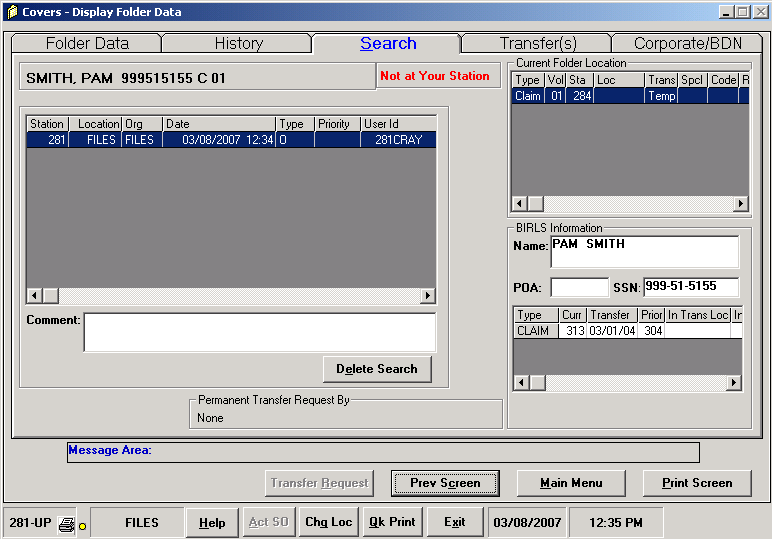 Covers - Display Folder Data
Folder Data History Search Transfer(s) Corporate/BDN
SMITH, PAM 999515155 C 01 Not at Your Station
Station Location Org Date Type Priority User Id
281 FILES FILES 03/08/2007 12:34 O 281CRAY
Comment:
Delete Search
Permanent Transfer Request By
None
Current Folder Location
Type Vol Sta Loc Trans Spcl Code R
Claim 01 284 Temp
BIRLS Information
Name: PAM SMITH
POA: SSN: 999-51-5155
Type Curr Transfer Prior In Trans Loc In
CLAIM 313 03/01/04 304
Message Area:
Transfer Request Prev Screen Main Menu Print Screen
281-UP FILES Help Act SO Chg Loc Qk Print Exit 03/08/2007 12:35 PM